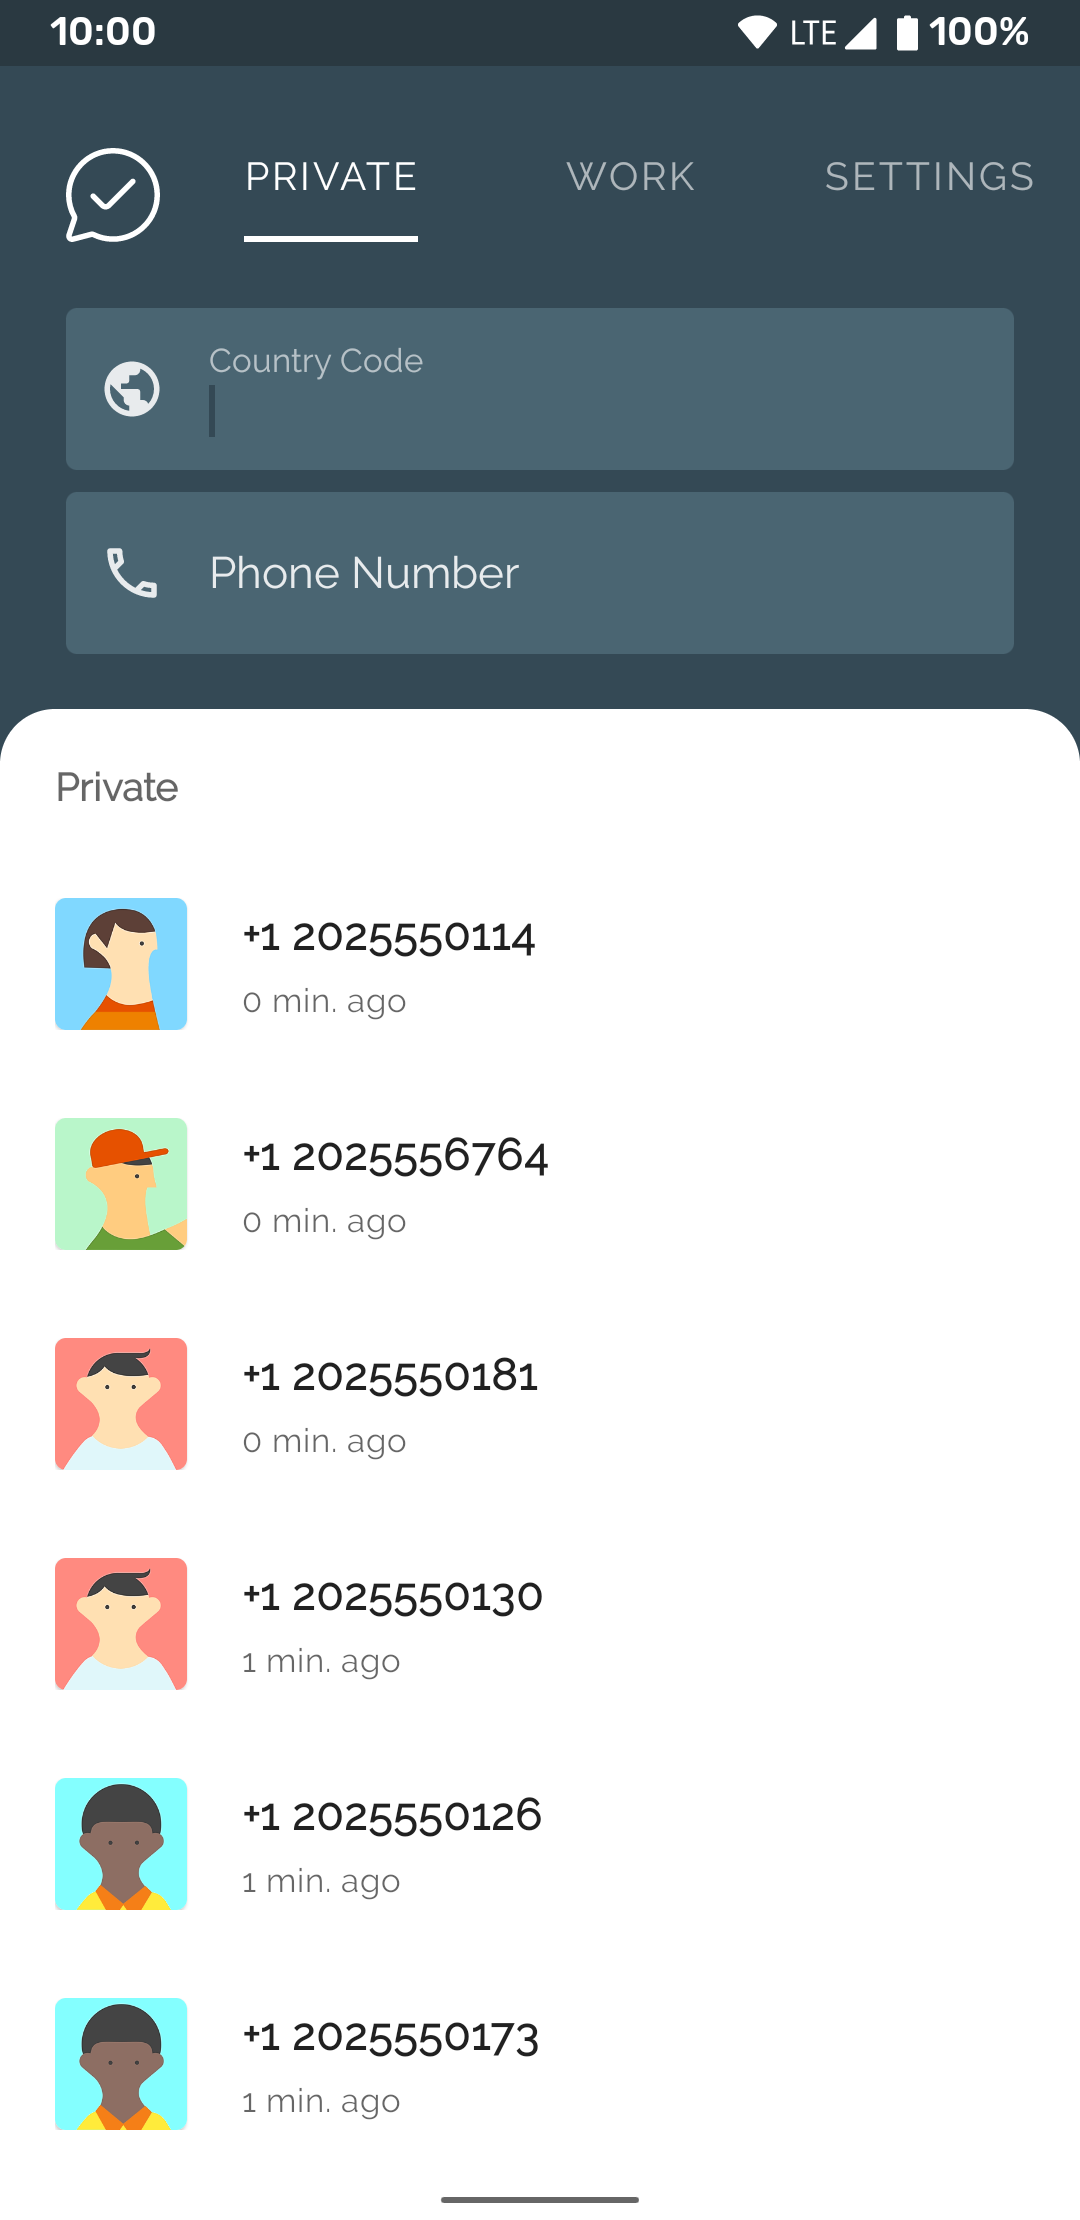 10:00 LTE 100%
PRIVATE WORK SETTINGS
Country Code
Phone Number
Private
+1 2025550114
0 min. ago
+1 2025556764
0 min. ago
+1 2025550181
0 min. ago
+1 2025550130
1 min. ago
+1 2025550126
1 min. ago
+1 2025550173
1 min. ago